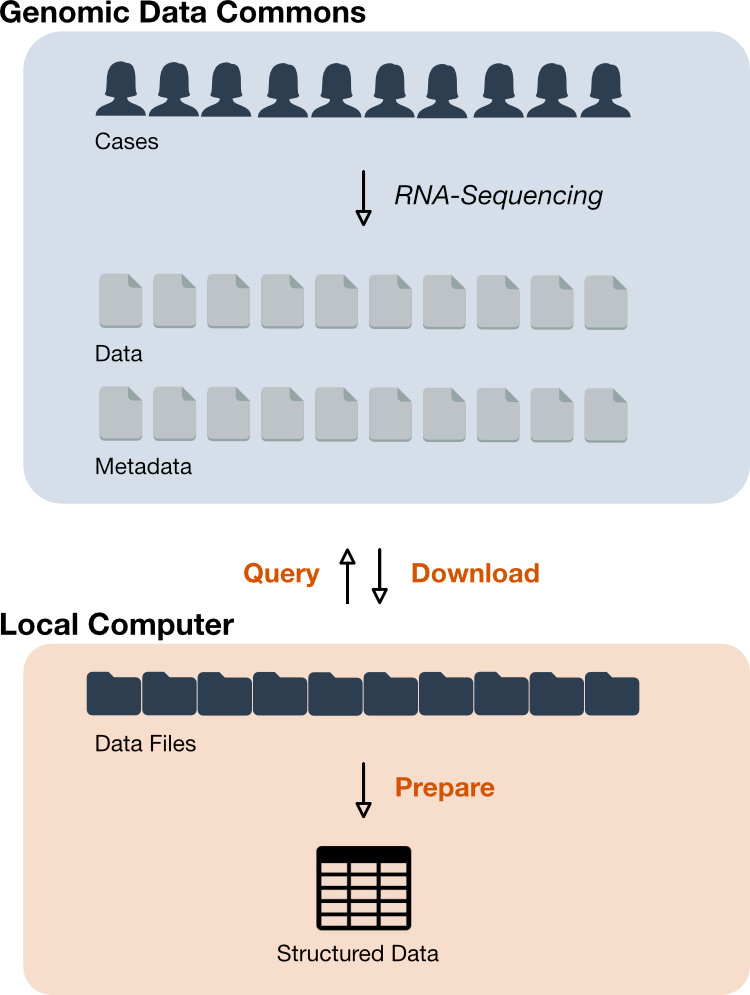 Genomic Data Commons
Cases
RNA-Sequencing
Data
Metadata
Query
Download
Local Computer
Data Files
Prepare
Structured Data